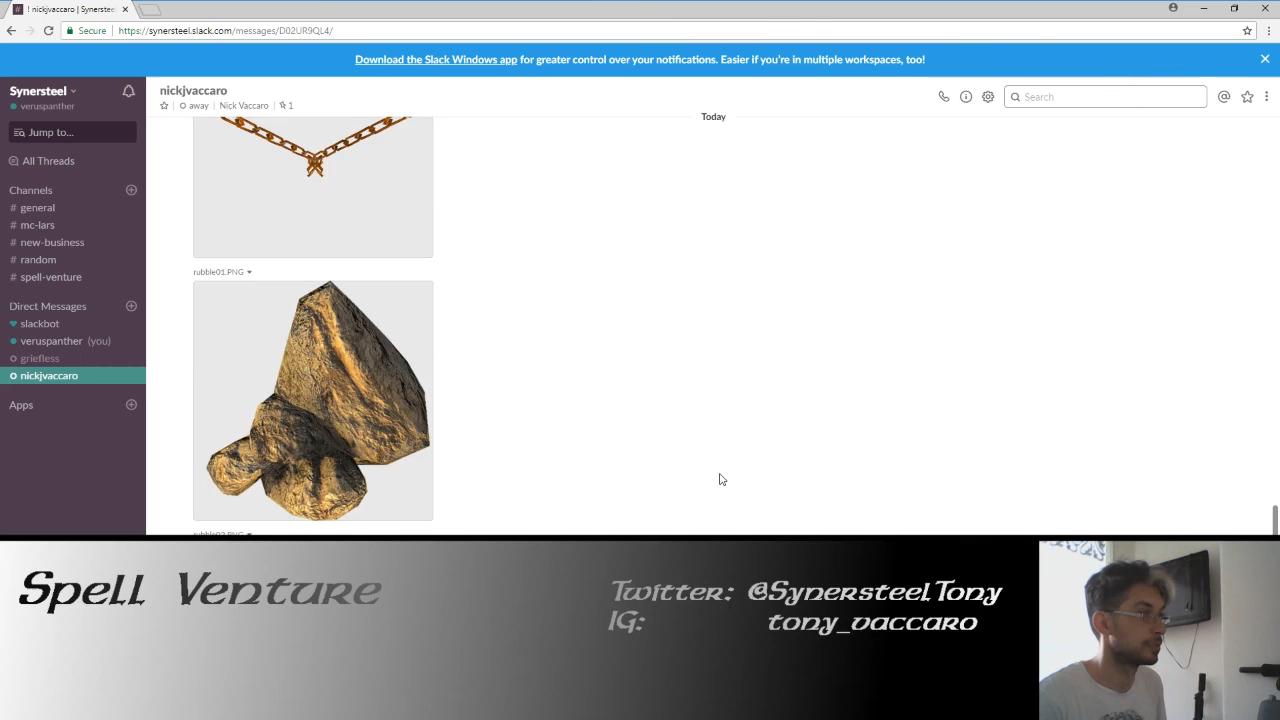 ! nickjvaccaro | Synerstee
Secure
https://synersteel.slack.com/messages/D02UR9QL4/
Download the Slack Windows app for greater control over your notifications. Easier if you're in multiple workspaces, too!
Synersteel
veruspanther
Jump to...
All Threads
Channels
# general
# mc-lars
# new-business
# random
# spell-venture
Direct Messages
slackbot
veruspanther (you)
griefless
nickjvaccaro
Apps
nickjvaccaro
away
Nick Vaccaro
1
Search
Today
rubble01.PNG
rubble02.PNG
Spell Venture
Twitter: @SynersteelTony
IG: tony_vaccaro